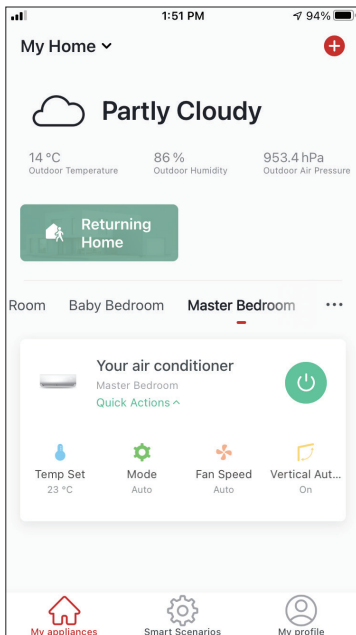 1:51 PM
94%
My Home
Partly Cloudy
14 °C 86 % 953.4 hPa
Outdoor Temperature Outdoor Humidity Outdoor Air Pressure
Returning
Home
Room Baby Bedroom Master Bedroom ...
Your air conditioner
Master Bedroom
Quick Actions
Temp Set Mode Fan Speed Vertical Aut...
23 °C Auto Auto On
My appliances Smart Scenarios My profile